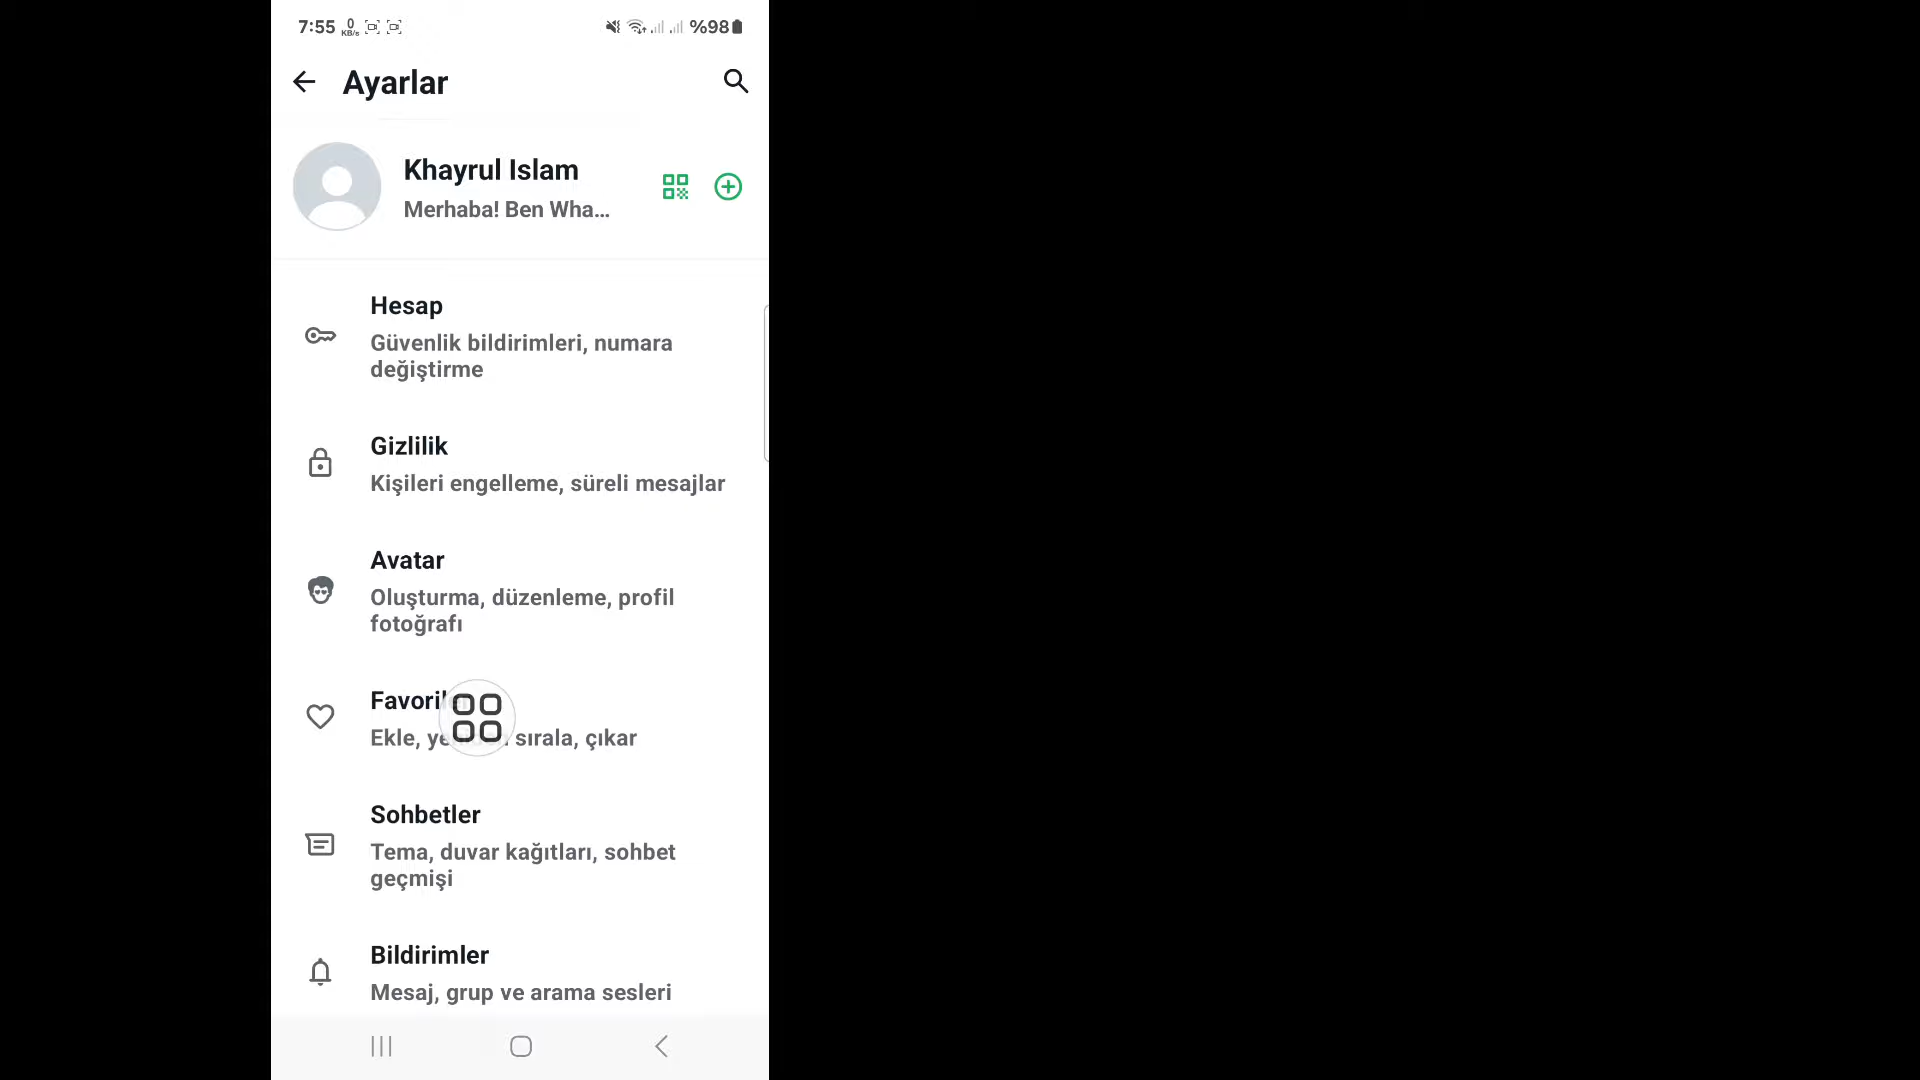 7:55 0 KB/s %98
Ayarlar
Khayrul Islam
Merhaba! Ben Wha...
Hesap
Güvenlik bildirimleri, numara
değiştirme
Gizlilik
Kişileri engelleme, süreli mesajlar
Avatar
Oluşturma, düzenleme, profil
fotoğrafı
Ekle, sırala, çıkar
Sohbetler
Tema, duvar kağıtları, sohbet
geçmişi
Bildirimler
Mesaj, grup ve arama sesleri